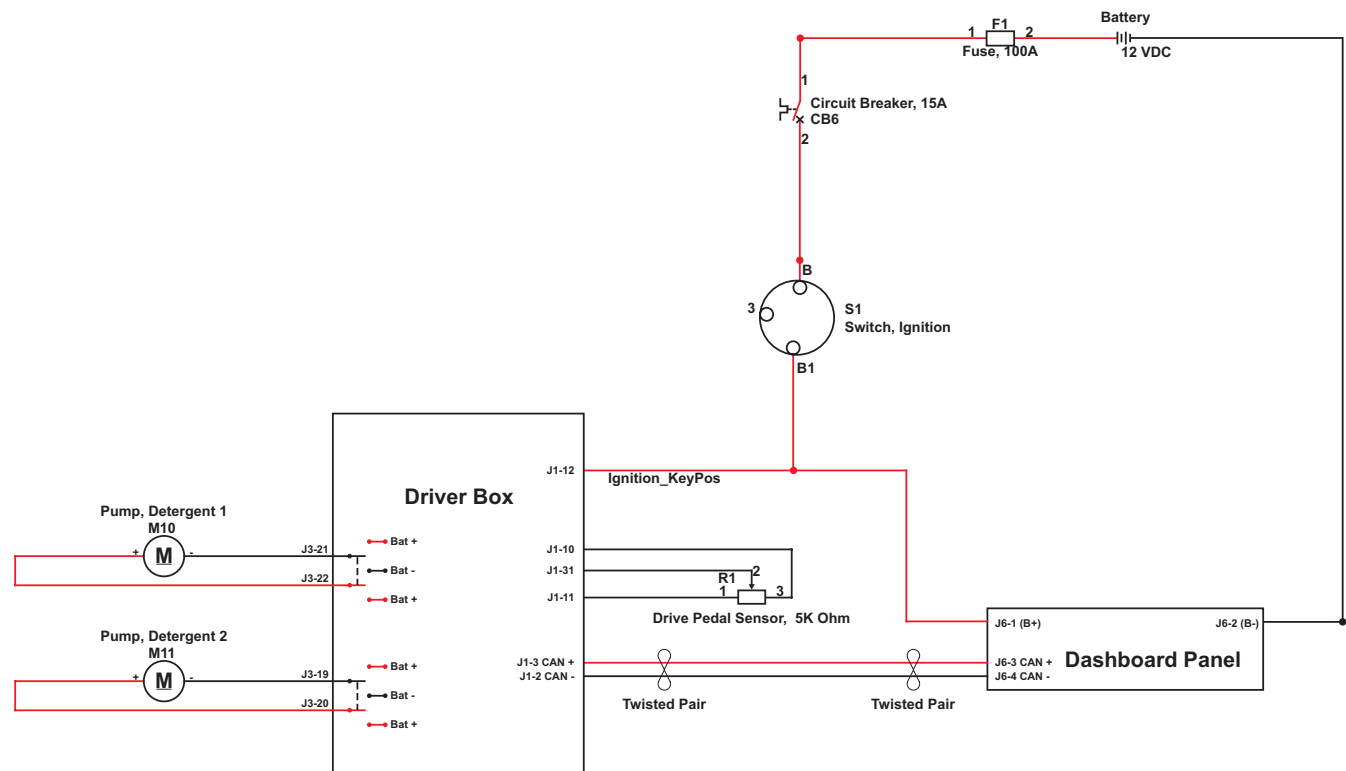 Battery
F1
1
2
Fuse, 100A
12 VDC
1
Circuit Breaker, 15A
CB6
2
B
3
S1
Switch, Ignition
B1
J1-12
Ignition_KeyPos
Driver Box
Pump, Detergent 1
M10
+
M
-
J3-21
J3-22
Bat +
Bat -
Bat +
J1-10
J1-31
J1-11
R1
2
1
3
Drive Pedal Sensor, 5K Ohm
J6-1 (B+)
J6-2 (B-)
Pump, Detergent 2
M11
+
M
-
J3-19
J3-20
Bat +
Bat -
Bat +
J1-3 CAN +
J1-2 CAN -
J6-3 CAN +
J6-4 CAN -
Dashboard Panel
Twisted Pair
Twisted Pair